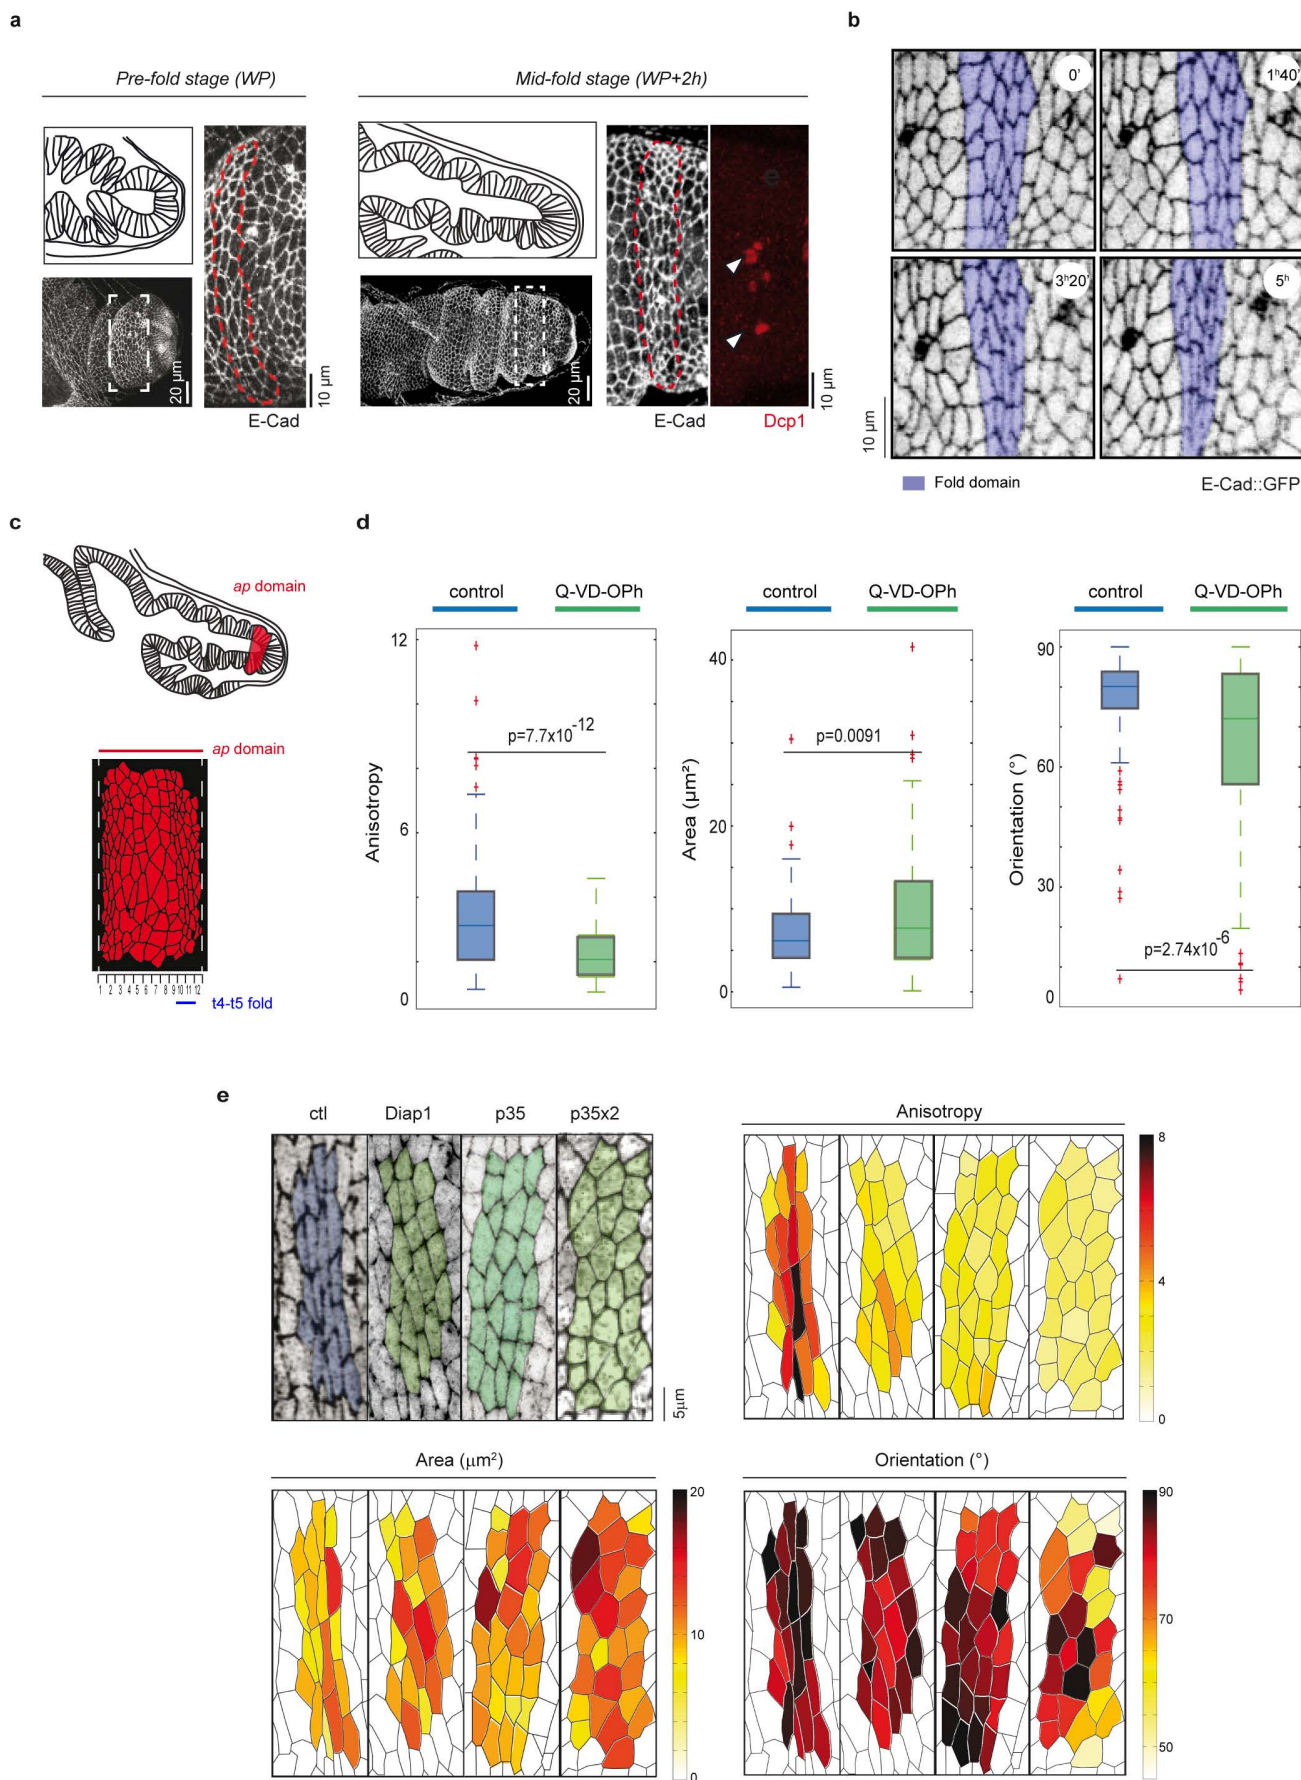 a
Pre-fold stage (WP)
Mid-fold stage (WP+2h)
20 µm
10 µm
E-Cad
20 µm
e
10 µm
E-Cad
Dcp1
b
0'
1h40'
3h20'
5h
10 µm
Fold domain
E-Cad::GFP
c
ap domain
ap domain
1 2 3 4 5 6 7 8 9 10 11 12
t4-t5 fold
d
control
Q-VD-OPh
Anisotropy
12
6
0
p=7.7x10-12
control
Q-VD-OPh
Area (µm²)
40
20
0
p=0.0091
control
Q-VD-OPh
Orientation (°)
90
60
30
0
p=2.74x10-6
e
ctl
Diap1
p35
p35x2
5µm
Anisotropy
8
4
0
Area (µm2)
20
10
0
Orientation (°)
90
70
50